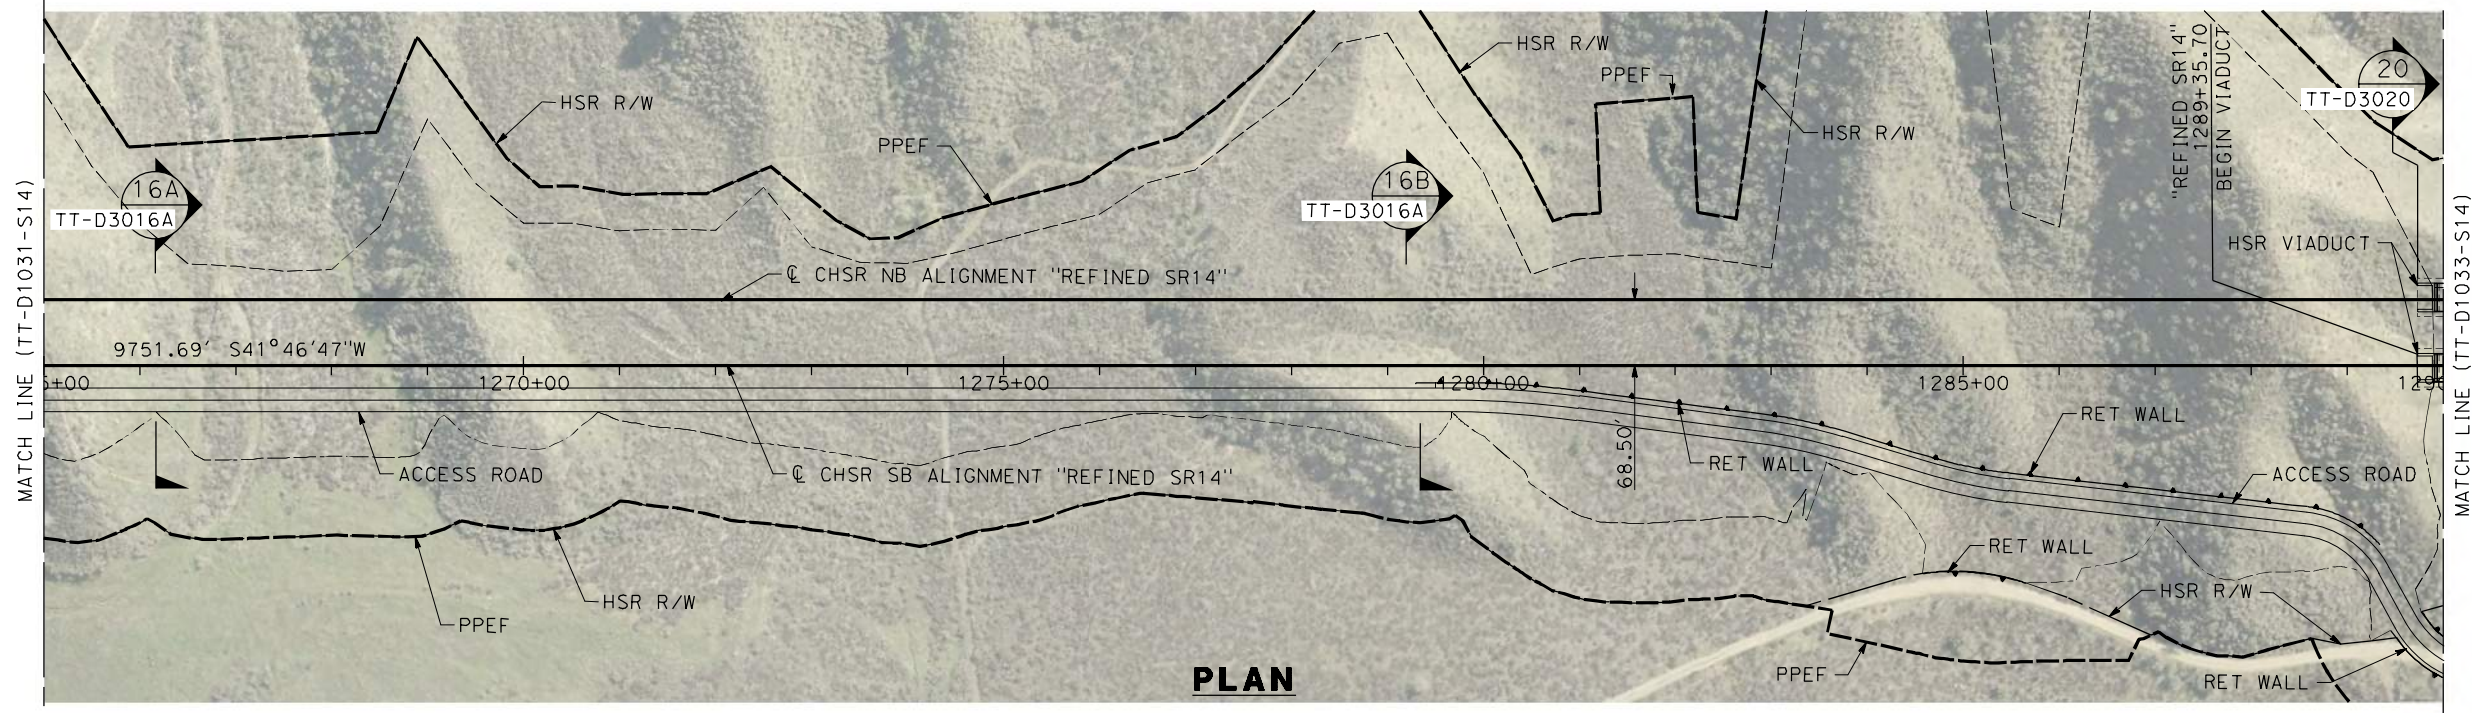 MATCH LINE (TT-D1031-S14)
HSR R/W
PPEF
HSR R/W
PPEF
HSR R/W
"REFINED SR14"
1289+35.70
BEGIN VIADUCT
20
TT-D3020
16A
TT-D3016A
16B
TT-D3016A
HSR VIADUCT
℄ CHSR NB ALIGNMENT "REFINED SR14"
9751.69' S41°46'47"W
5+00
1270+00
1275+00
1280+00
1285+00
129
68.50'
ACCESS ROAD
℄ CHSR SB ALIGNMENT "REFINED SR14"
RET WALL
RET WALL
ACCESS ROAD
RET WALL
HSR R/W
HSR R/W
PPEF
PPEF
RET WALL
PLAN
MATCH LINE (TT-D1033-S14)